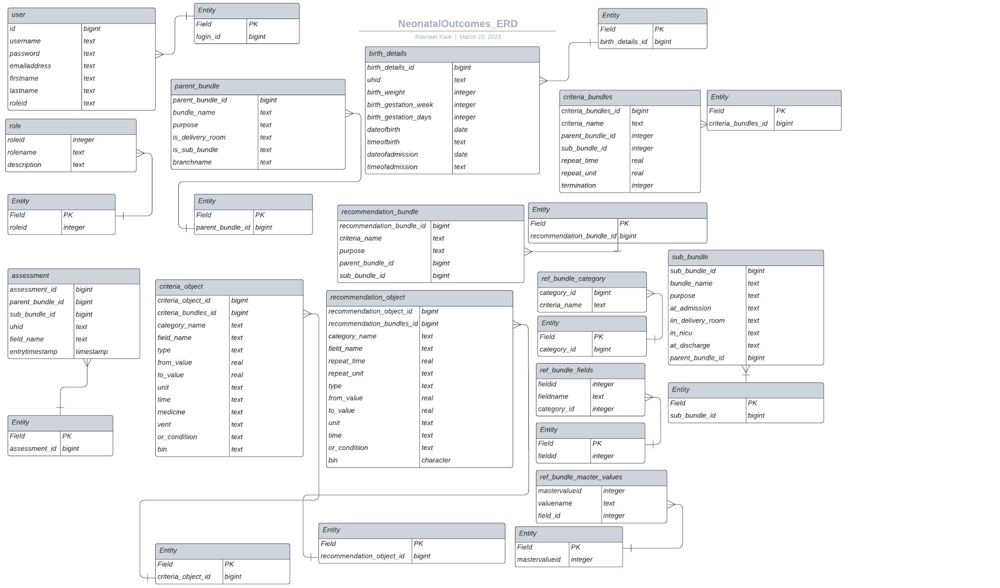 NeonatalOutcomes_ERD
Ravneet Kaur | March 23, 2023
user
id bigint
username text
password text
emailaddress text
firstname text
lastname text
roleid text
Entity
Field PK
login_id bigint
Entity
Field PK
birth_details_id bigint
birth_details
birth_details_id bigint
uhid text
birth_weight integer
birth_gestation_week integer
birth_gestation_days integer
dateofbirth date
timeofbirth text
dateofadmission date
timeofadmission text
parent_bundle
parent_bundle_id bigint
bundle_name text
purpose text
is_delivery_room text
is_sub_bundle text
branchname text
criteria_bundles
criteria_bundles_id bigint
criteria_name text
parent_bundle_id integer
sub_bundle_id integer
repeat_time real
repeat_unit real
termination integer
Entity
Field PK
criteria_bundles_id bigint
role
roleid integer
rolename text
description text
Entity
Field PK
roleid integer
Entity
Field PK
parent_bundle_id bigint
recommendation_bundle
recommendation_bundle_id bigint
criteria_name text
purpose text
parent_bundle_id bigint
sub_bundle_id bigint
Entity
Field PK
recommendation_bundle_id bigint
sub_bundle
sub_bundle_id bigint
bundle_name text
purpose text
at_admission text
iin_delivery_room text
in_nicu text
at_discharge text
parent_bundle_id bigint
assessment
assessment_id bigint
parent_bundle_id bigint
sub_bundle_id bigint
uhid text
field_name text
entrytimestamp timestamp
criteria_object
criteria_object_id bigint
criteria_bundles_id bigint
category_name text
field_name text
type text
from_value real
to_value real
unit text
time text
medicine text
vent text
or_conditiion text
bin text
recommendation_object
recommendation_object_id bigint
recommendation_bundles_id bigint
category_name text
field_name text
repeat_time real
repeat_unit text
type text
from_value real
to_value real
unit text
time text
or_conditiion text
bin character
ref_bundle_category
category_id bigint
criteria_name text
Entity
Field PK
category_id bigint
ref_bundle_fields
fieldid integer
fieldname text
category_id integer
Entity
Field PK
sub_bundle_id bigint
Entity
Field PK
assessment_id bigint
Entity
Field PK
fieldid integer
ref_bundle_master_values
mastervalueid integer
valuename text
field_id integer
Entity
Field PK
recommendation_object_id bigint
Entity
Field PK
mastervalueid integer
Entity
Field PK
criteria_object_id bigint